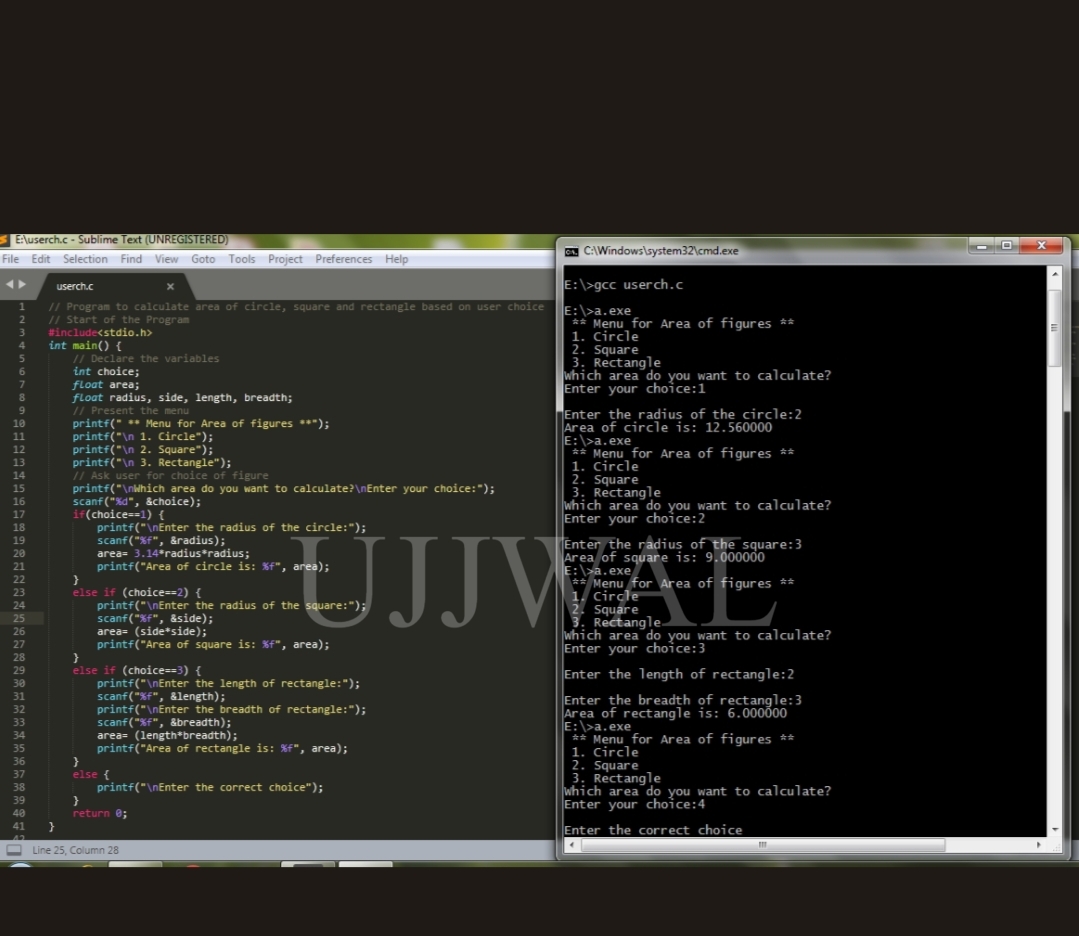 E:\userch.c - Sublime Text (UNREGISTERED)
File Edit Selection Find View Goto Tools Project Preferences Help
userch.c x
1 // Program to calculate area of circle, square and rectangle based on user choice
2 // Start of the Program
3 #include<stdio.h>
4 int main() {
5 // Declare the variables
6 int choice;
7 float area;
8 float radius, side, length, breadth;
9 // Present the menu
10 printf(" ** Menu for Area of figures **");
11 printf("\n 1. Circle");
12 printf("\n 2. Square");
13 printf("\n 3. Rectangle");
14 // Ask user for choice of figure
15 printf("\nWhich area do you want to calculate?\nEnter your choice:");
16 scanf("%d", &choice);
17 if(choice==1) {
18 printf("\nEnter the radius of the circle:");
19 scanf("%f", &radius);
20 area= 3.14*radius*radius;
21 printf("Area of circle is: %f", area);
22 }
23 else if (choice==2) {
24 printf("\nEnter the radius of the square:");
25 scanf("%f", &side);
26 area= (side*side);
27 printf("Area of square is: %f", area);
28 }
29 else if (choice==3) {
30 printf("\nEnter the length of rectangle:");
31 scanf("%f", &length);
32 printf("\nEnter the breadth of rectangle:");
33 scanf("%f", &breadth);
34 area= (length*breadth);
35 printf("Area of rectangle is: %f", area);
36 }
37 else {
38 printf("\nEnter the correct choice");
39 }
40 return 0;
41 }
42
Line 25, Column 28
C:\Windows\system32\cmd.exe
E:\>gcc userch.c
E:\>a.exe
** Menu for Area of figures **
1. Circle
2. Square
3. Rectangle
Which area do you want to calculate?
Enter your choice:1
Enter the radius of the circle:2
Area of circle is: 12.560000
E:\>a.exe
** Menu for Area of figures **
1. Circle
2. Square
3. Rectangle
Which area do you want to calculate?
Enter your choice:2
Enter the radius of the square:3
Area of square is: 9.000000
E:\>a.exe
** Menu for Area of figures **
1. Circle
2. Square
3. Rectangle
Which area do you want to calculate?
Enter your choice:3
Enter the length of rectangle:2
Enter the breadth of rectangle:3
Area of rectangle is: 6.000000
E:\>a.exe
** Menu for Area of figures **
1. Circle
2. Square
3. Rectangle
Which area do you want to calculate?
Enter your choice:4
Enter the correct choice
UJJWAL